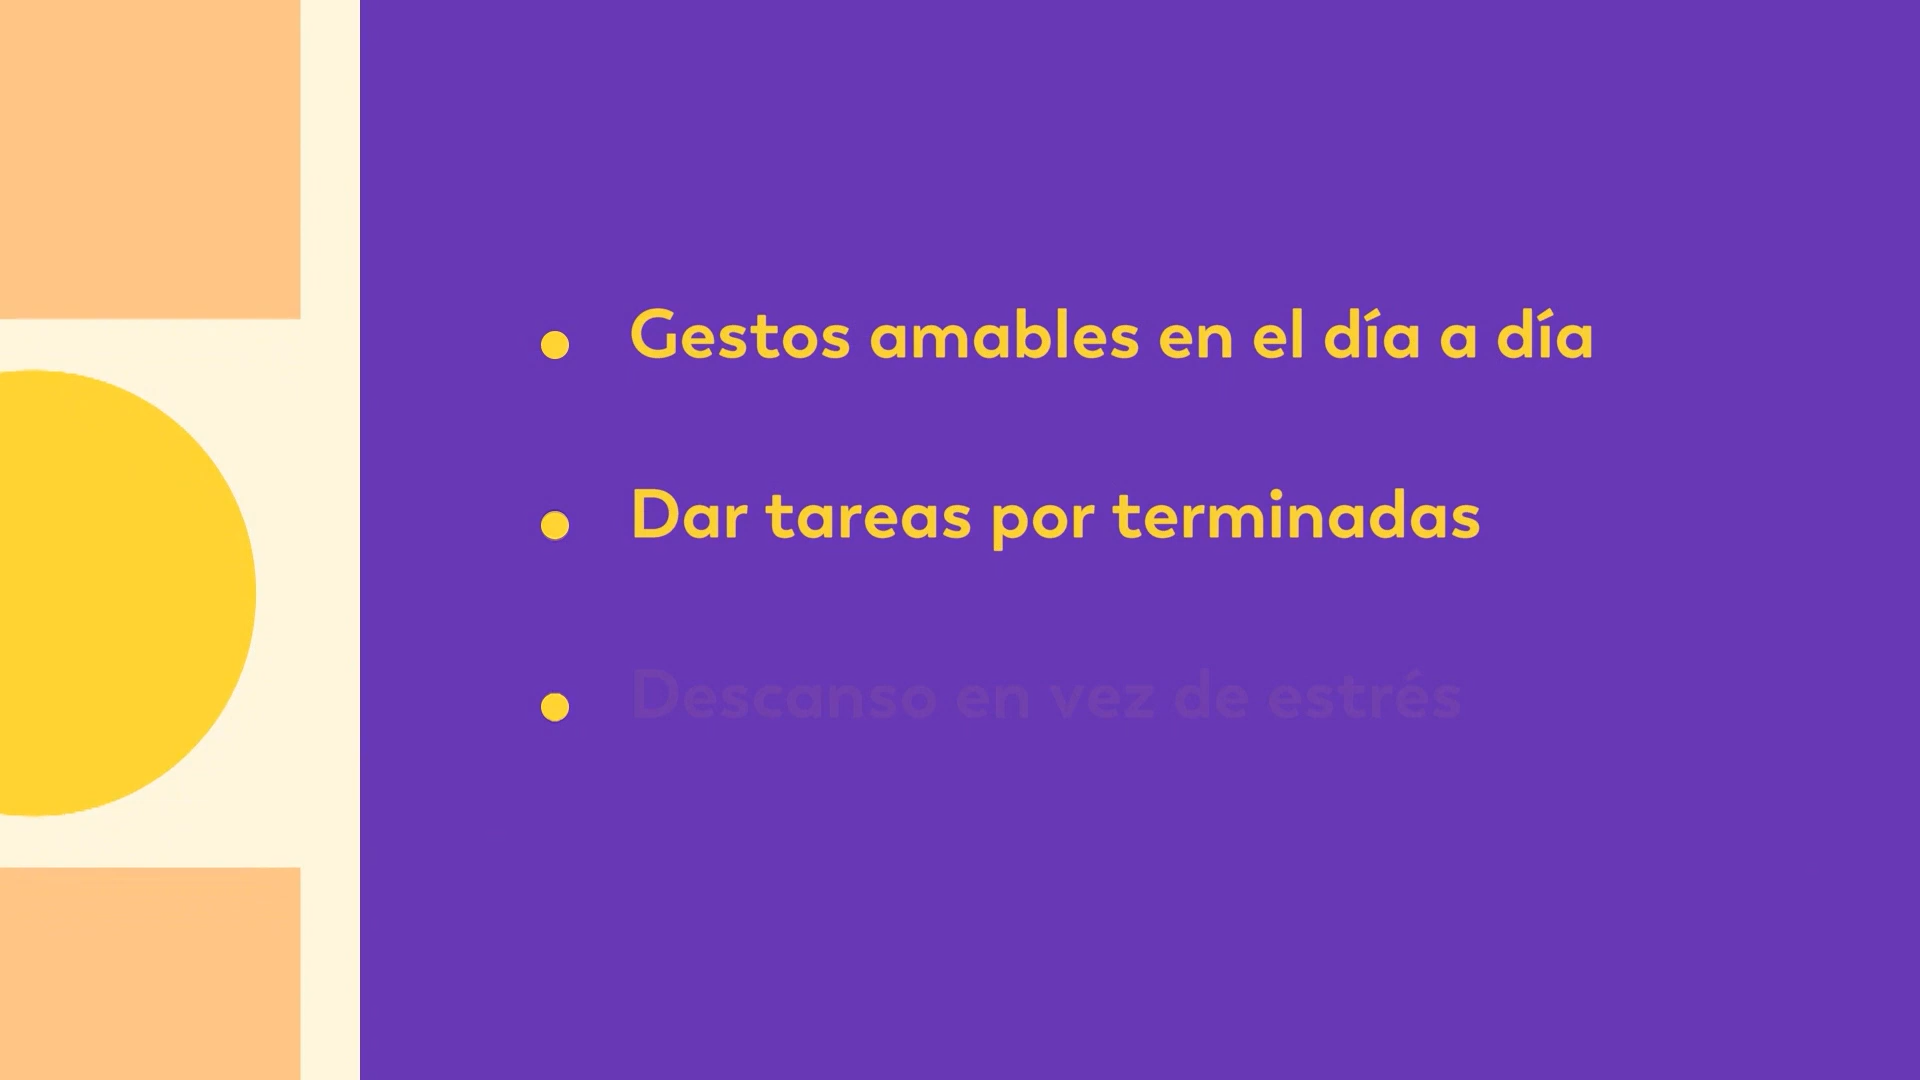 Gestos amables en el día a día
Dar tareas por terminadas
Descanso en vez de estrés